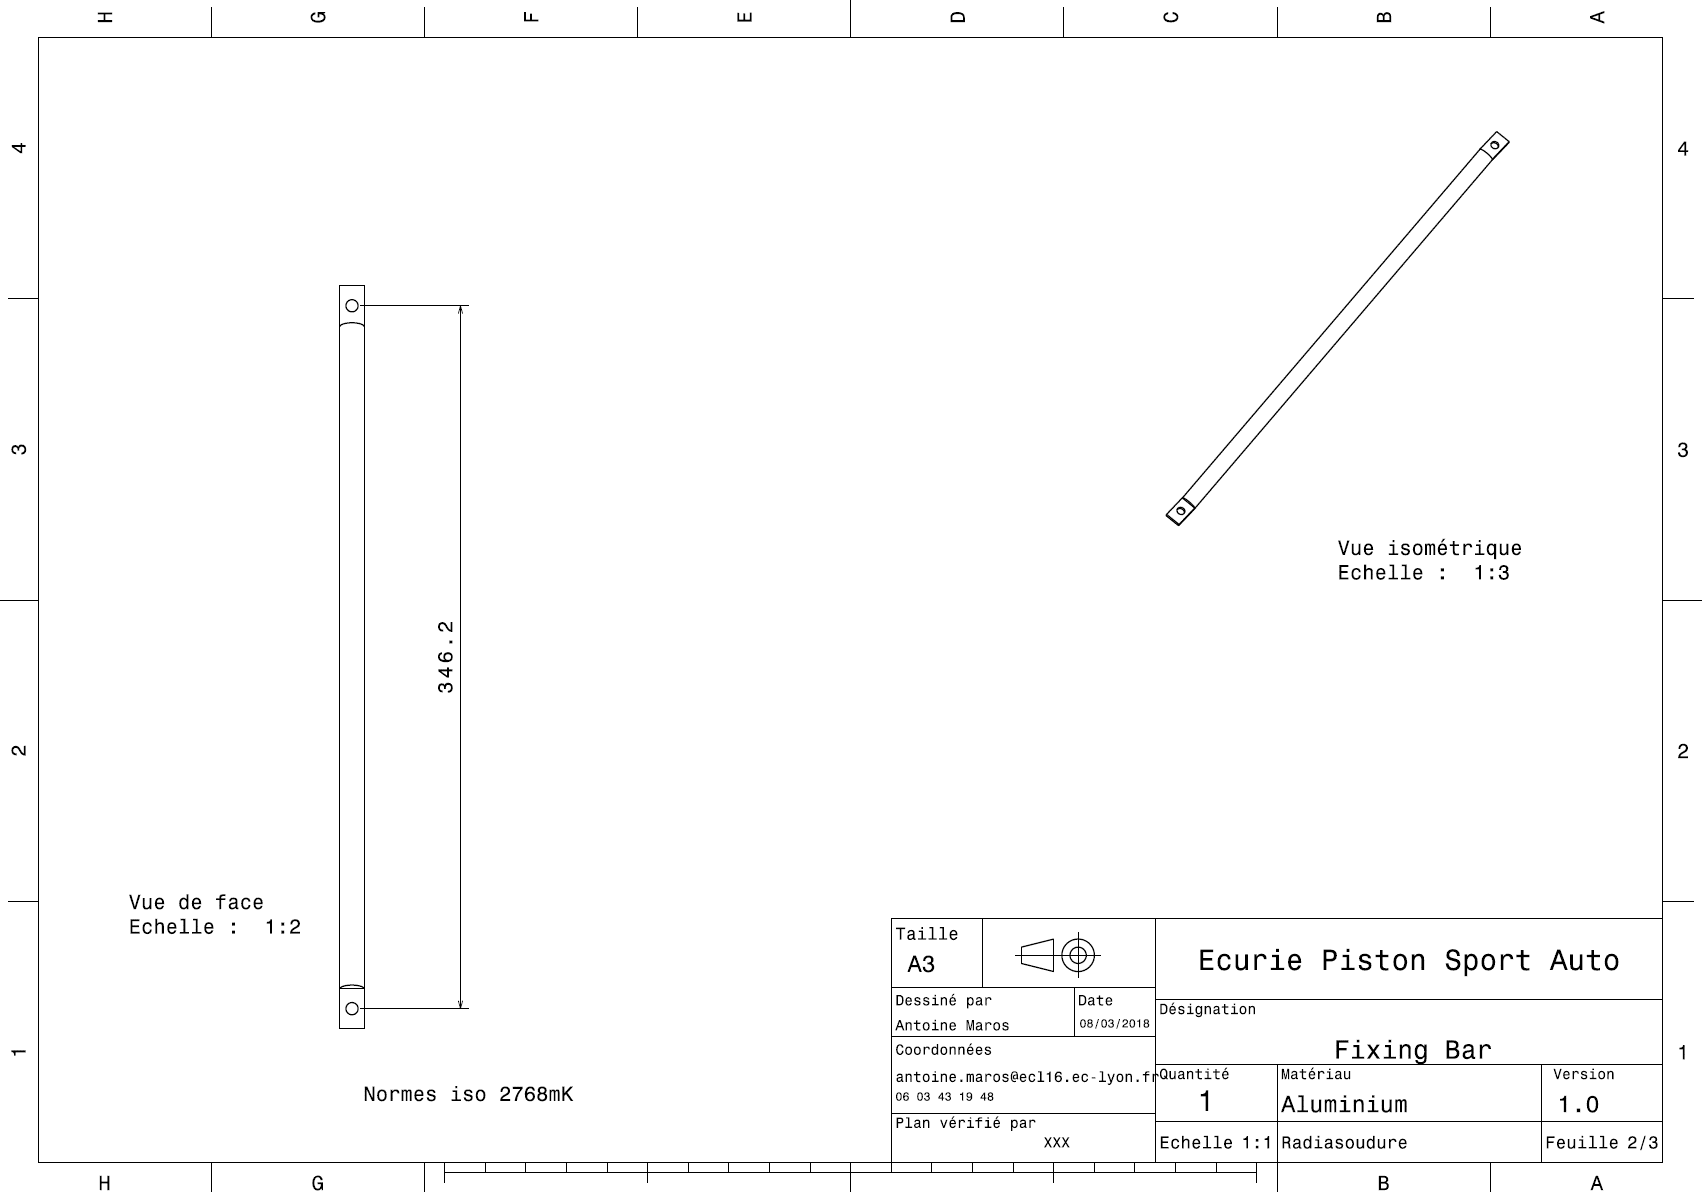 H G F E D C B A
4 4
3 3
2 2
1 1
346.2
Vue isométrique
Echelle : 1:3
Vue de face
Echelle : 1:2
Normes iso 2768mK
Taille
A3
Ecurie Piston Sport Auto
Dessiné par
Antoine Maros
Date
08/03/2018
Désignation
Fixing Bar
Coordonnées
antoine.maros@ecl16.ec-lyon.fr
06 03 43 19 48
Quantité
1
Matériau
Aluminium
Version
1.0
Plan vérifié par
XXX
Echelle 1:1
Radiasoudure
Feuille 2/3
H G B A